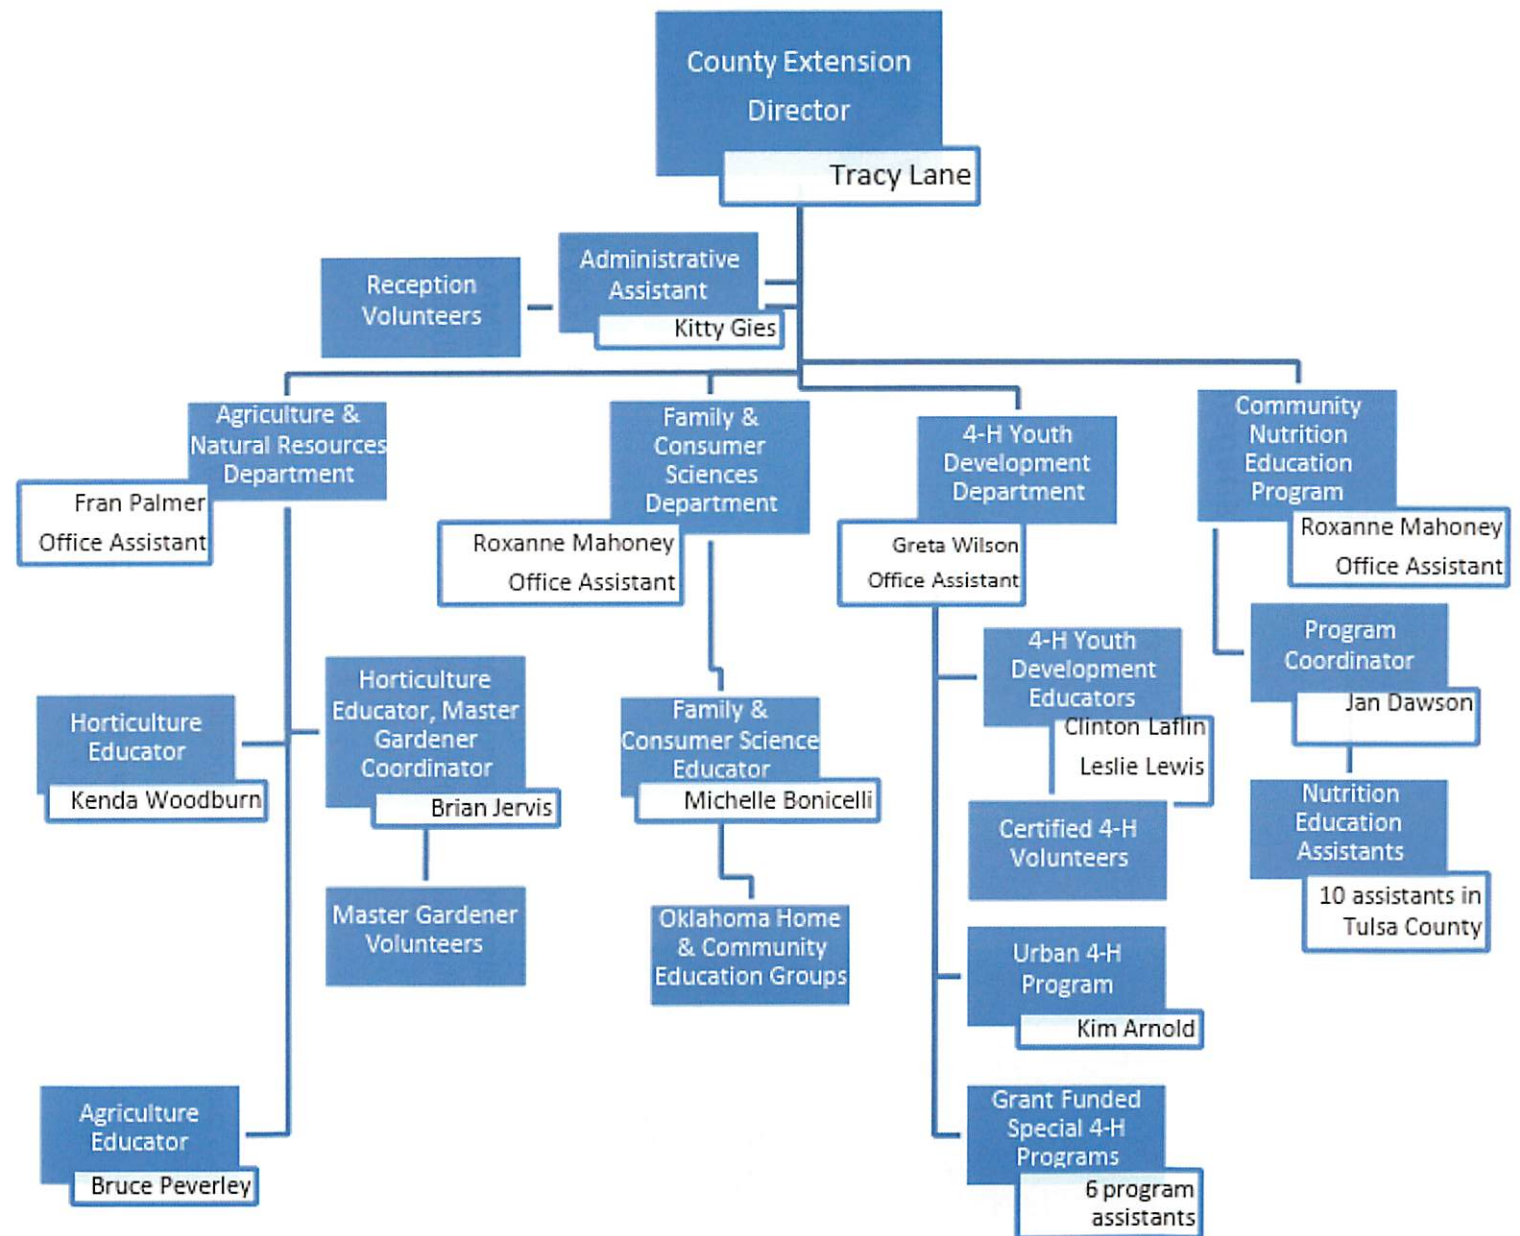 County Extension
Director
Tracy Lane
Administrative
Assistant
Kitty Gies
Reception
Volunteers
Agriculture &
Natural Resources
Department
Fran Palmer
Office Assistant
Family &
Consumer
Sciences
Department
Roxanne Mahoney
Office Assistant
4-H Youth
Development
Department
Greta Wilson
Office Assistant
Community
Nutrition
Education
Program
Roxanne Mahoney
Office Assistant
Horticulture
Educator
Kenda Woodburn
Horticulture
Educator, Master
Gardener
Coordinator
Brian Jervis
Master Gardener
Volunteers
Agriculture
Educator
Bruce Peverley
Family &
Consumer Science
Educator
Michelle Bonicelli
Oklahoma Home
& Community
Education Groups
4-H Youth
Development
Educators
Clinton Laflin
Leslie Lewis
Certified 4-H
Volunteers
Urban 4-H
Program
Kim Arnold
Grant Funded
Special 4-H
Programs
6 program
assistants
Program
Coordinator
Jan Dawson
Nutrition
Education
Assistants
10 assistants in
Tulsa County